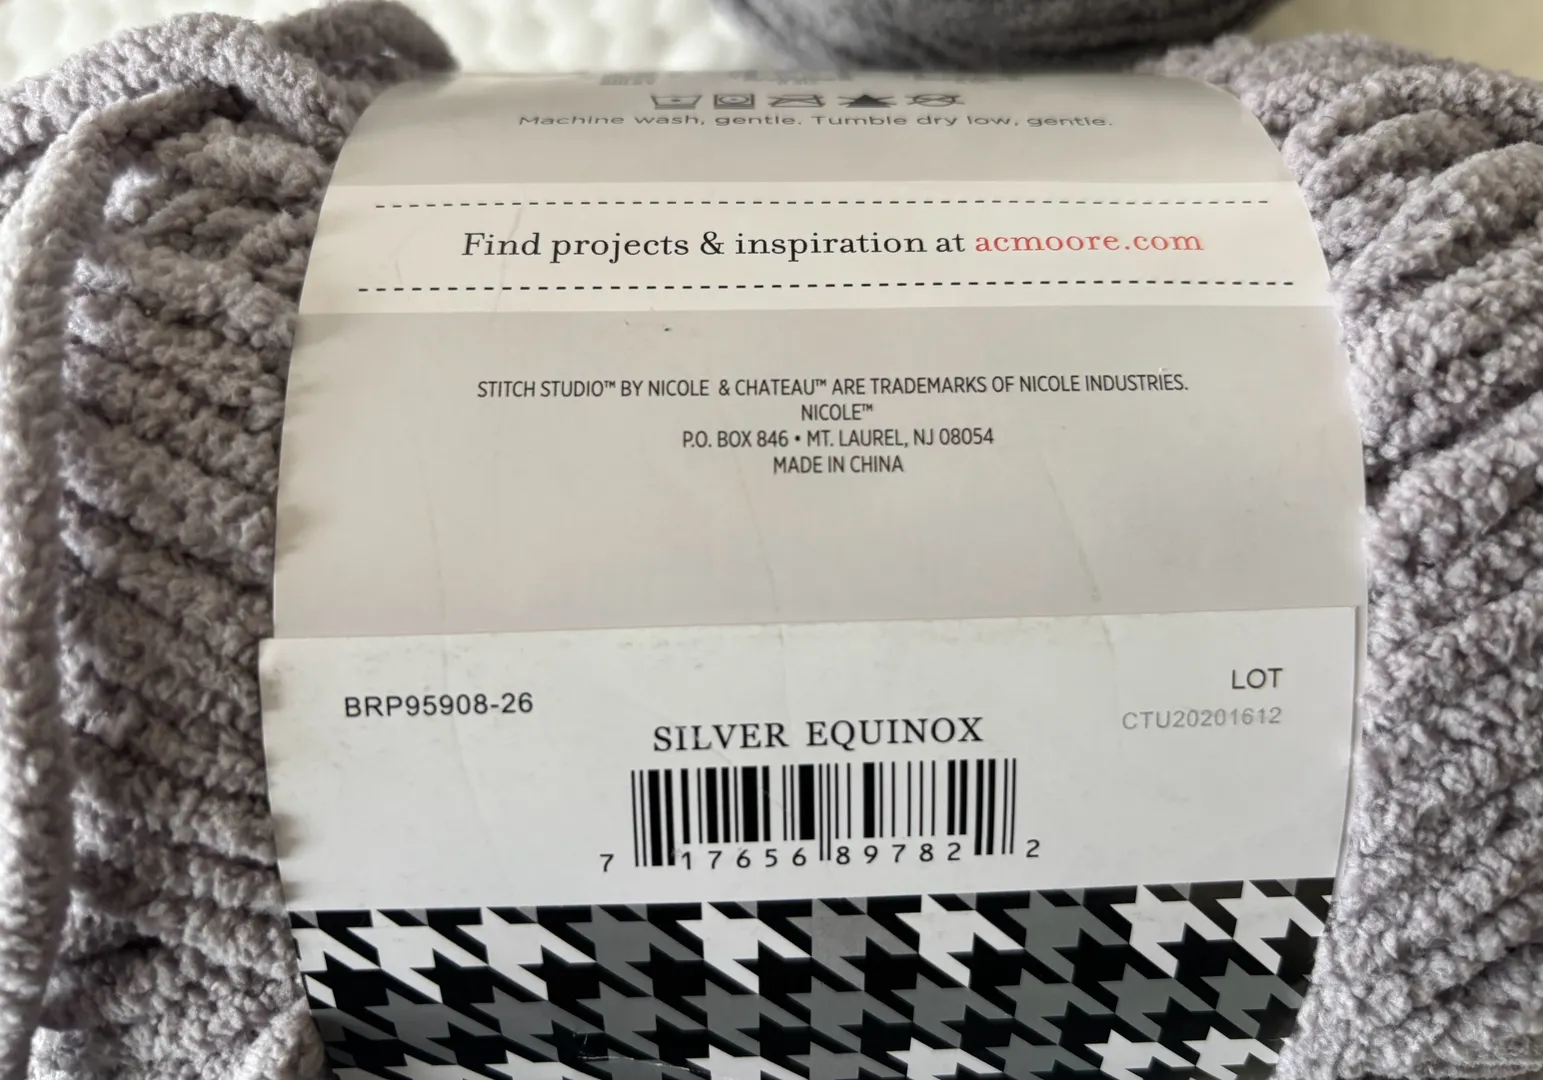 Machine wash, gentle. Tumble dry low, gentle.
Find projects & inspiration at acmoore.com
STITCH STUDIO™ BY NICOLE & CHATEAU™ ARE TRADEMARKS OF NICOLE INDUSTRIES.
NICOLE™
P.O. BOX 846 • MT. LAUREL, NJ 08054
MADE IN CHINA
BRP95908-26
LOT
CTU20201612
SILVER EQUINOX
7 17656 89782 2